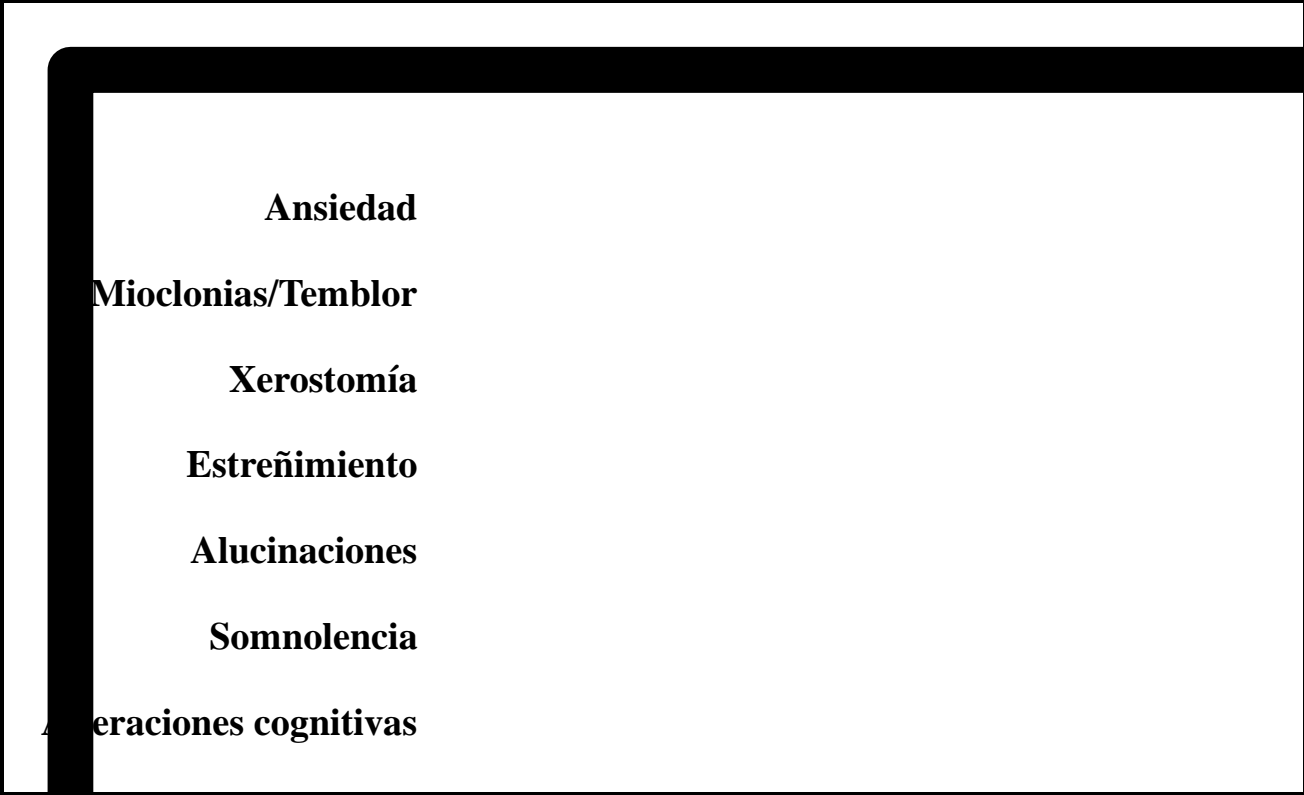 Ansiedad
Mioclonias/Temblor
Xerostomía
Estreñimiento
Alucinaciones
Somnolencia
cognitivas